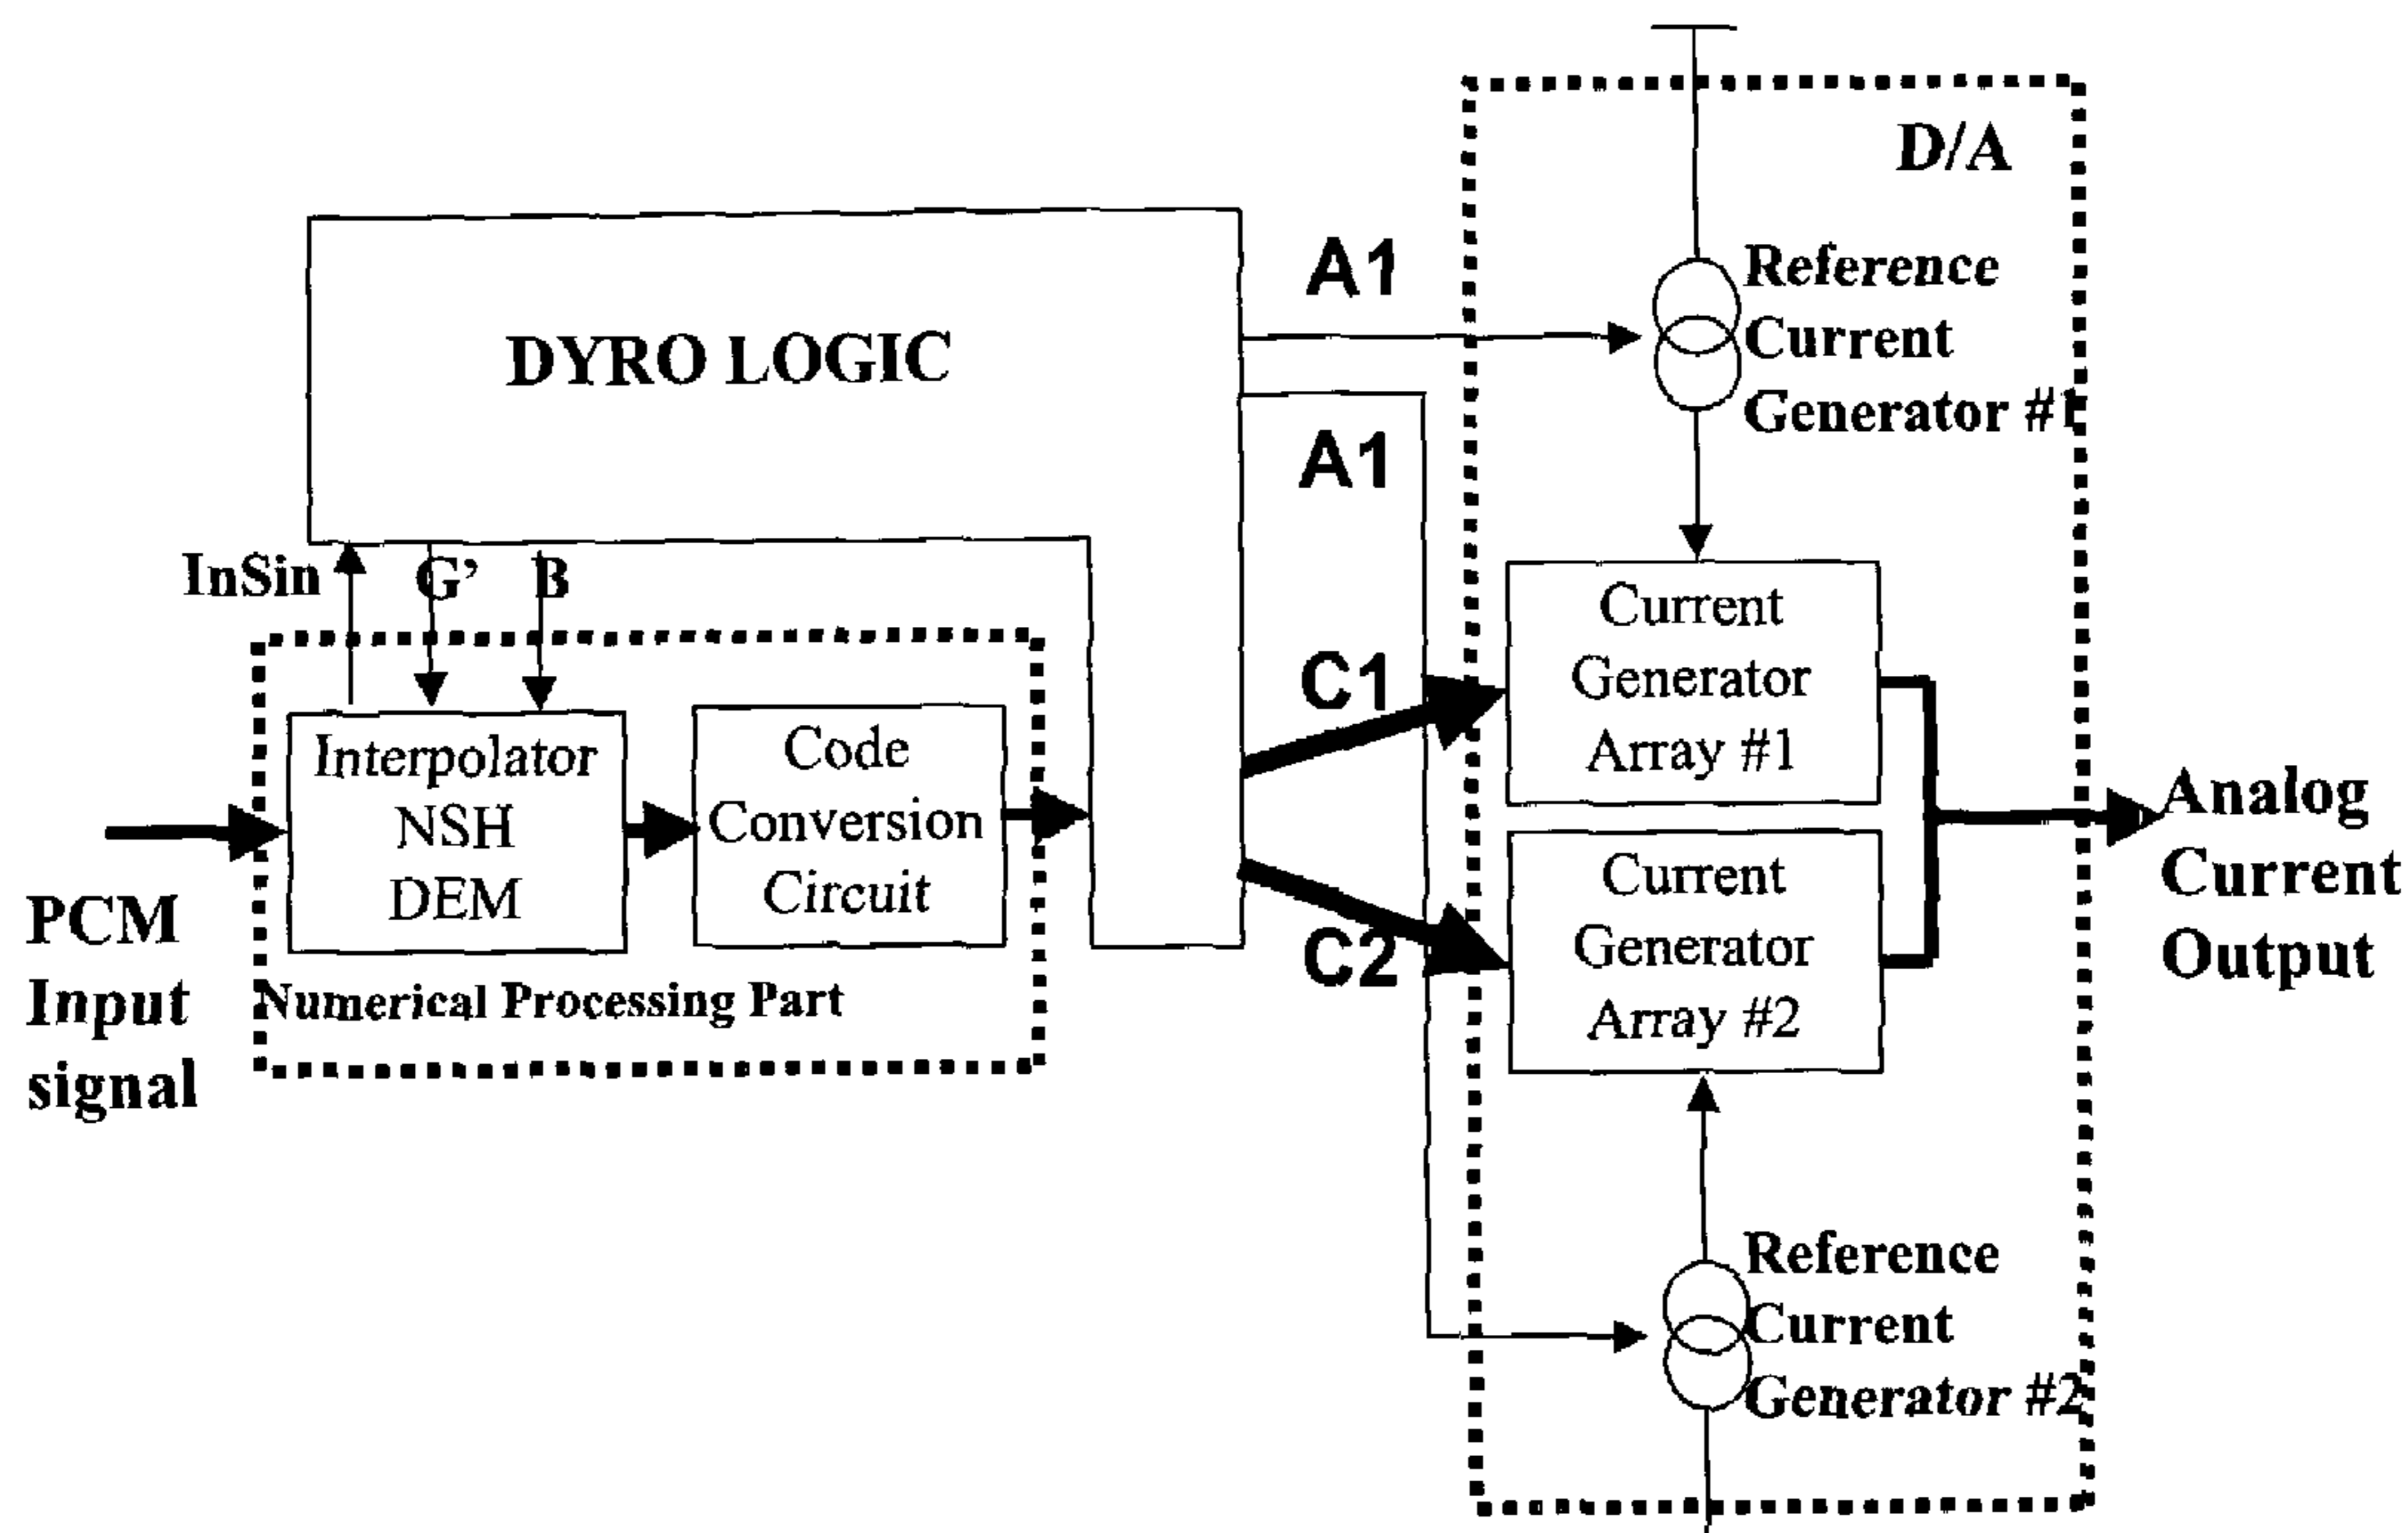 D/A
A1
Reference
Current
Generator #1
DYRO LOGIC
A1
InSin
G’
B
Current
Generator
Array #1
C1
Interpolator
NSH
DEM
Code
Conversion
Circuit
Analog
Current
Output
PCM
Input
signal
Current
Generator
Array #2
C2
Numerical Processing Part
Reference
Current
Generator #2